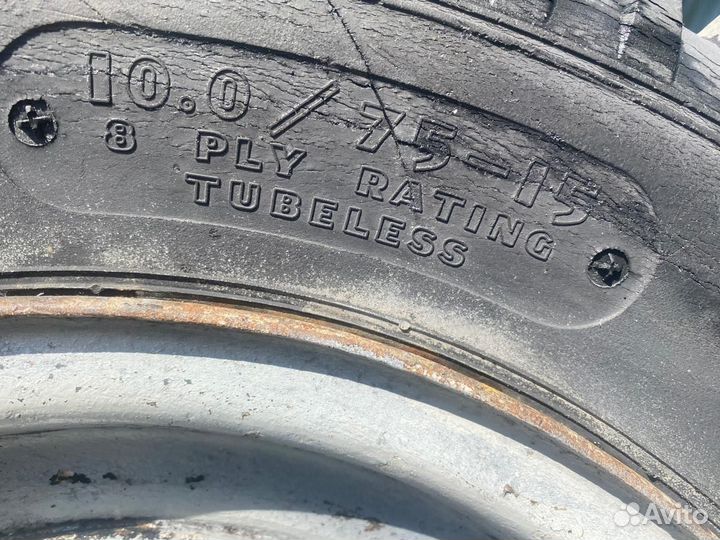 10.0/75-15
8 PLY RATING
TUBELESS
Avito